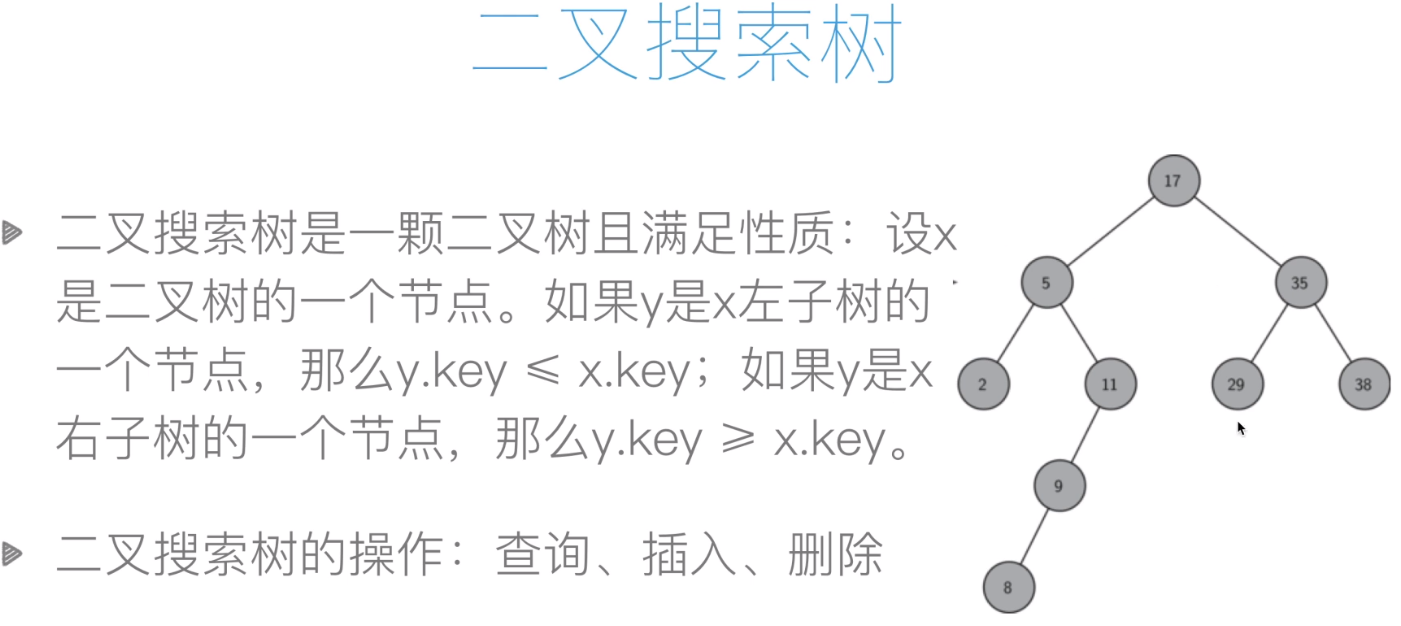 二叉搜索树
二叉搜索树是一颗二叉树且满足性质：设x
是二叉树的一个节点。如果y是x左子树的
一个节点，那么y.key ⩽ x.key；如果y是x
右子树的一个节点，那么y.key ⩾ x.key。
二叉搜索树的操作：查询、插入、删除
17
5
35
2
11
29
38
9
8